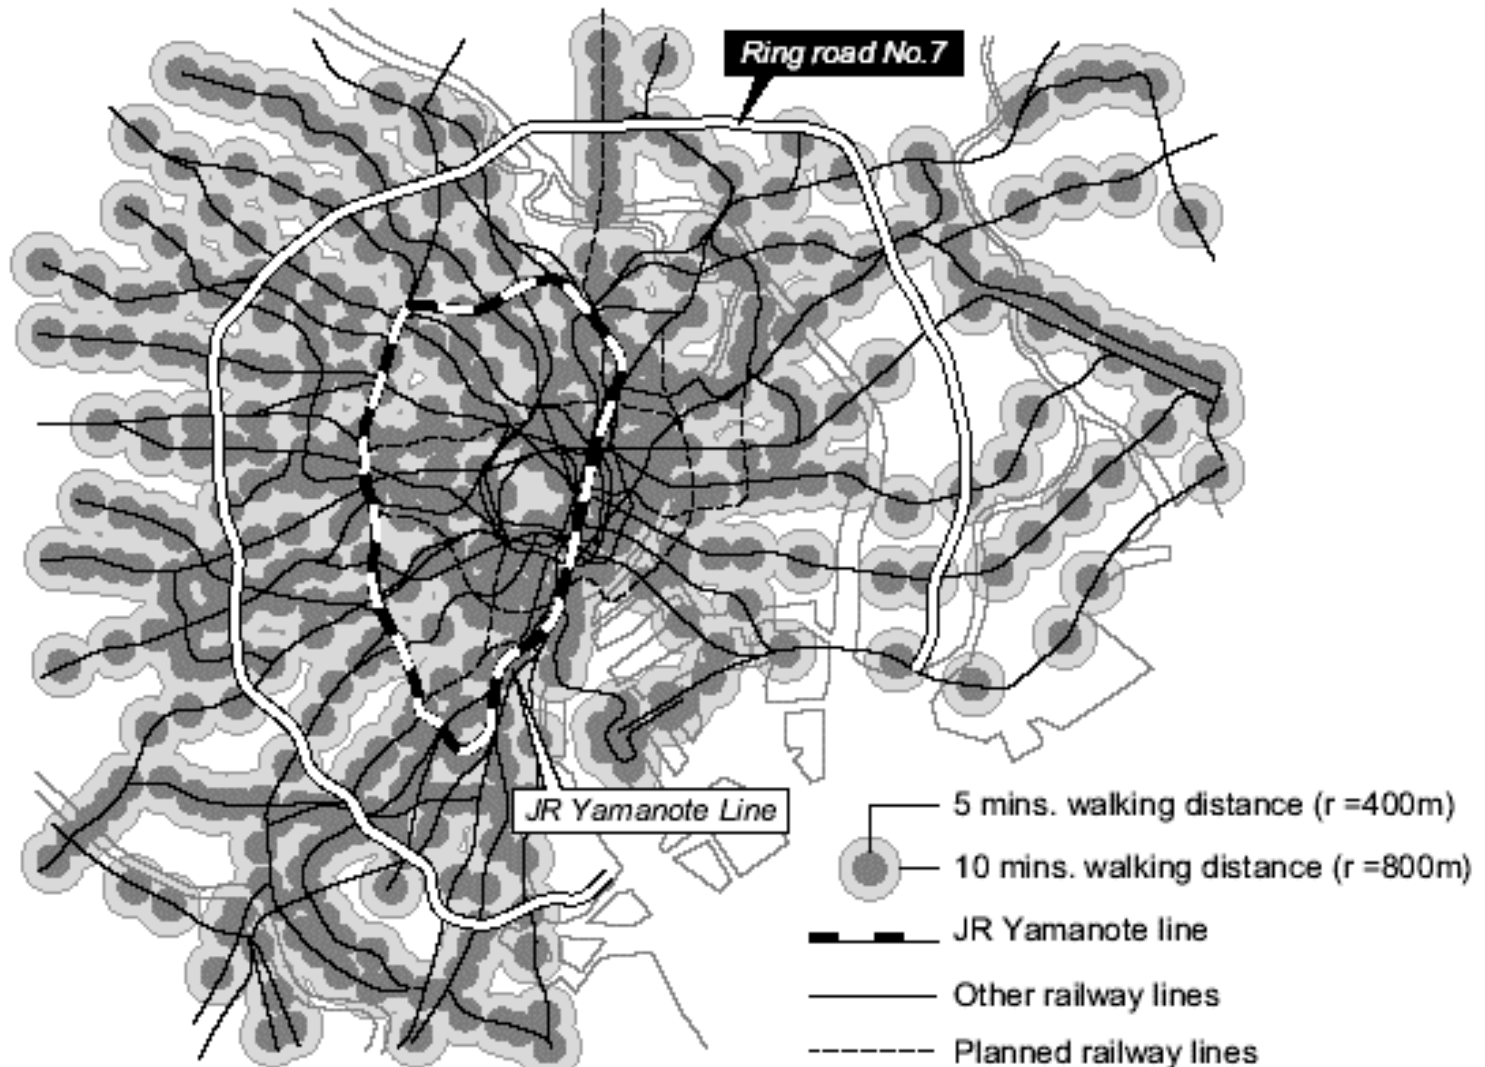 Ring road No.7
JR Yamanote Line
5 mins. walking distance (r =400m)
10 mins. walking distance (r =800m)
JR Yamanote line
Other railway lines
Planned railway lines